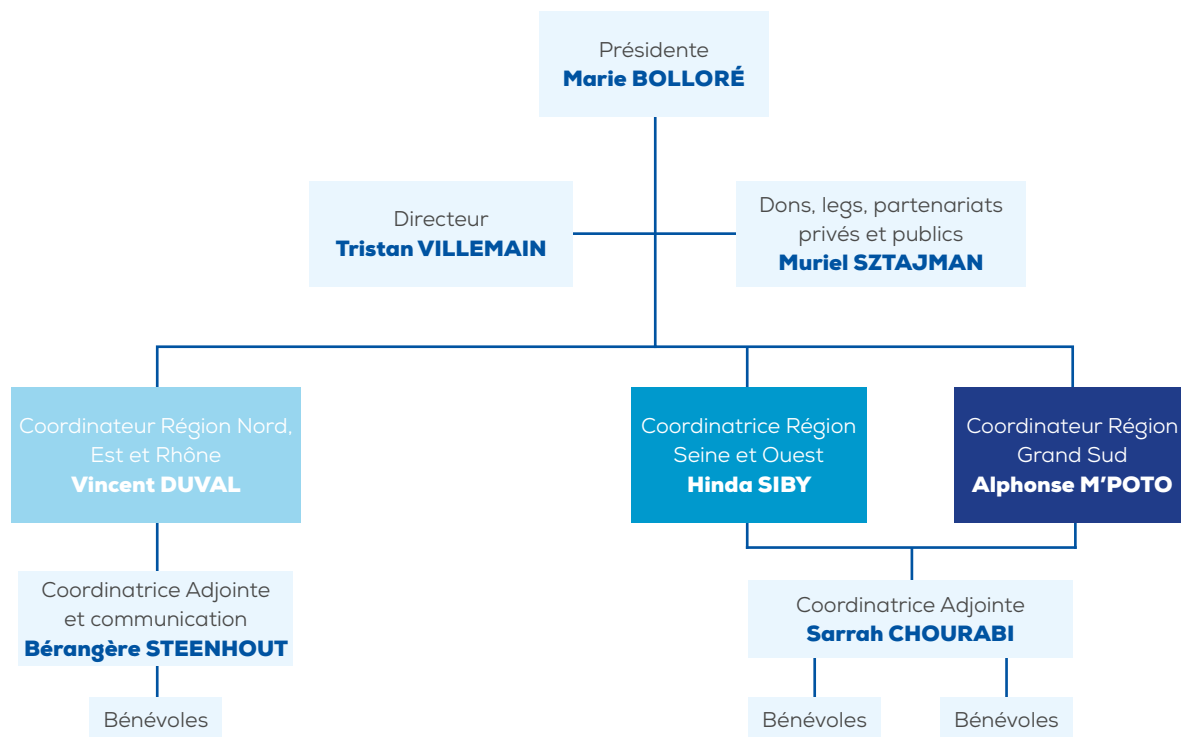 Présidente
Marie BOLLORÉ
Directeur
Tristan VILLEMAIN
Dons, legs, partenariats
privés et publics
Muriel SZTAJMAN
Coordinateur Région Nord,
Est et Rhône
Vincent DUVAL
Coordinatrice Région
Seine et Ouest
Hinda SIBY
Coordinateur Région
Grand Sud
Alphonse M’POTO
Coordinatrice Adjointe
et communication
Bérangère STEENHOUT
Coordinatrice Adjointe
Sarrah CHOURABI
Bénévoles
Bénévoles
Bénévoles